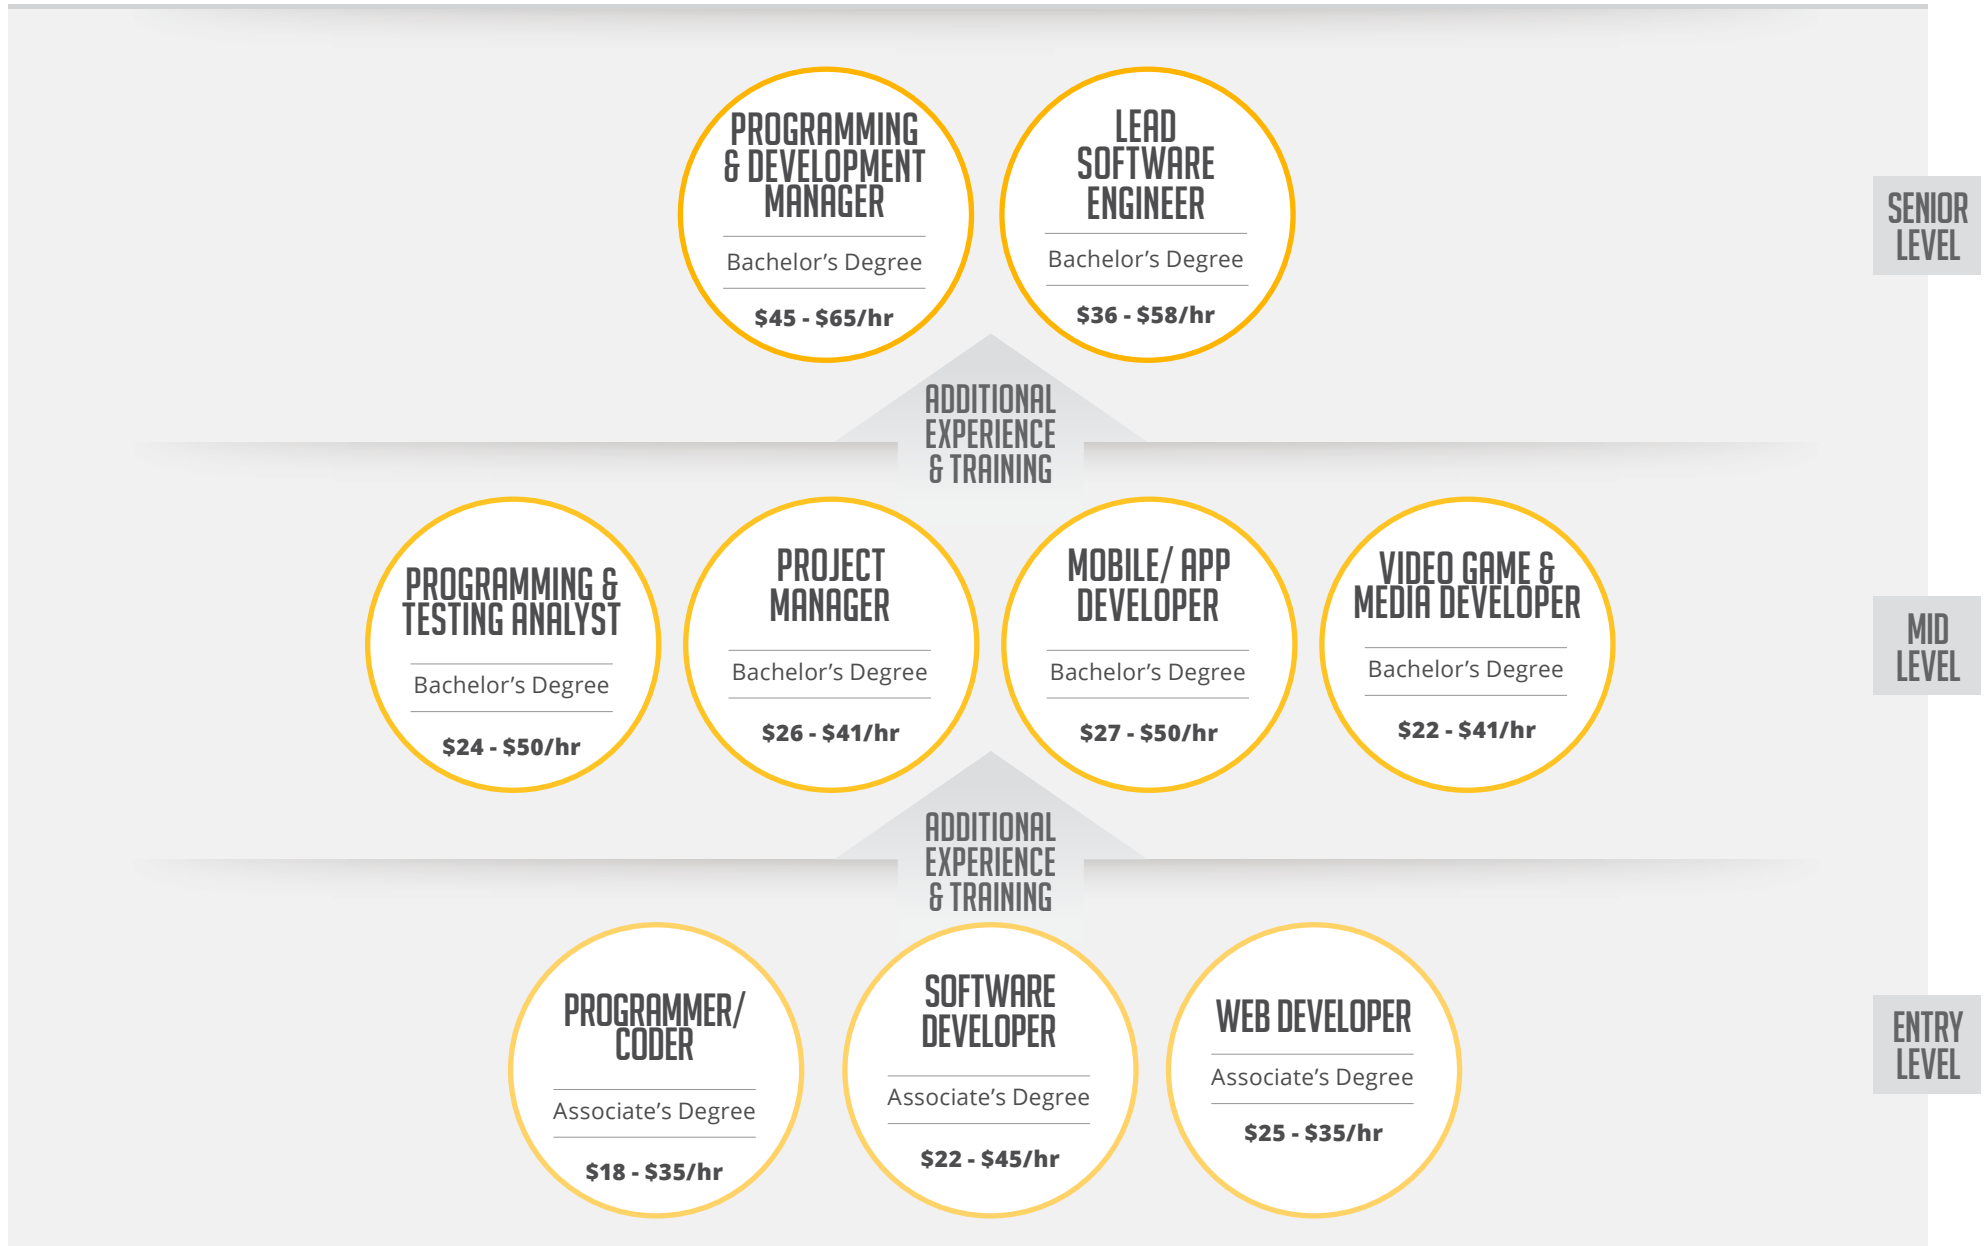 PROGRAMMING
& DEVELOPMENT
MANAGER
Bachelor’s Degree
$45 - $65/hr
LEAD
SOFTWARE
ENGINEER
Bachelor’s Degree
$36 - $58/hr
SENIOR
LEVEL
ADDITIONAL
EXPERIENCE
& TRAINING
PROGRAMMING &
TESTING ANALYST
Bachelor’s Degree
$24 - $50/hr
PROJECT
MANAGER
Bachelor’s Degree
$26 - $41/hr
MOBILE/ APP
DEVELOPER
Bachelor’s Degree
$27 - $50/hr
VIDEO GAME &
MEDIA DEVELOPER
Bachelor’s Degree
$22 - $41/hr
MID
LEVEL
ADDITIONAL
EXPERIENCE
& TRAINING
PROGRAMMER/
CODER
Associate’s Degree
$18 - $35/hr
SOFTWARE
DEVELOPER
Associate’s Degree
$22 - $45/hr
WEB DEVELOPER
Associate’s Degree
$25 - $35/hr
ENTRY
LEVEL